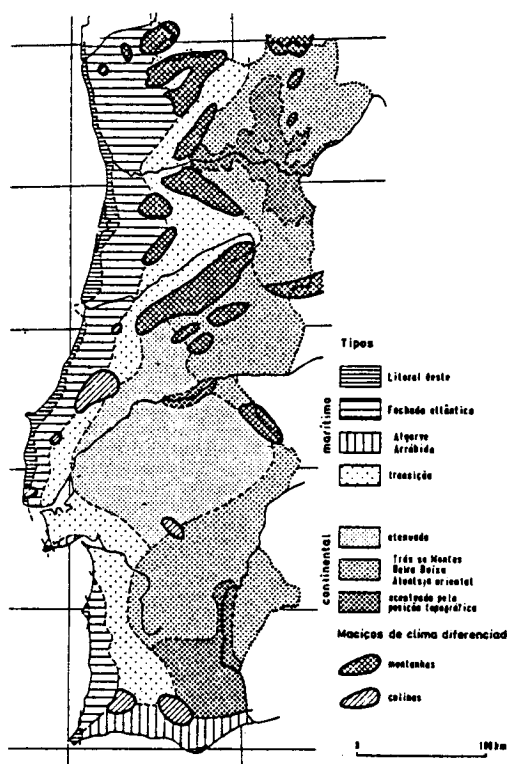 Tipos
marítimo
Litoral Oeste
Fachada atlântica
Algarve
Arrábida
transição
continental
atenuado
Trás os Montes
Beira Baixa
Alentejo oriental
acentuado pela
posição topográfica
Maciços de clima diferenciado
montanhas
colinas
0 100 km